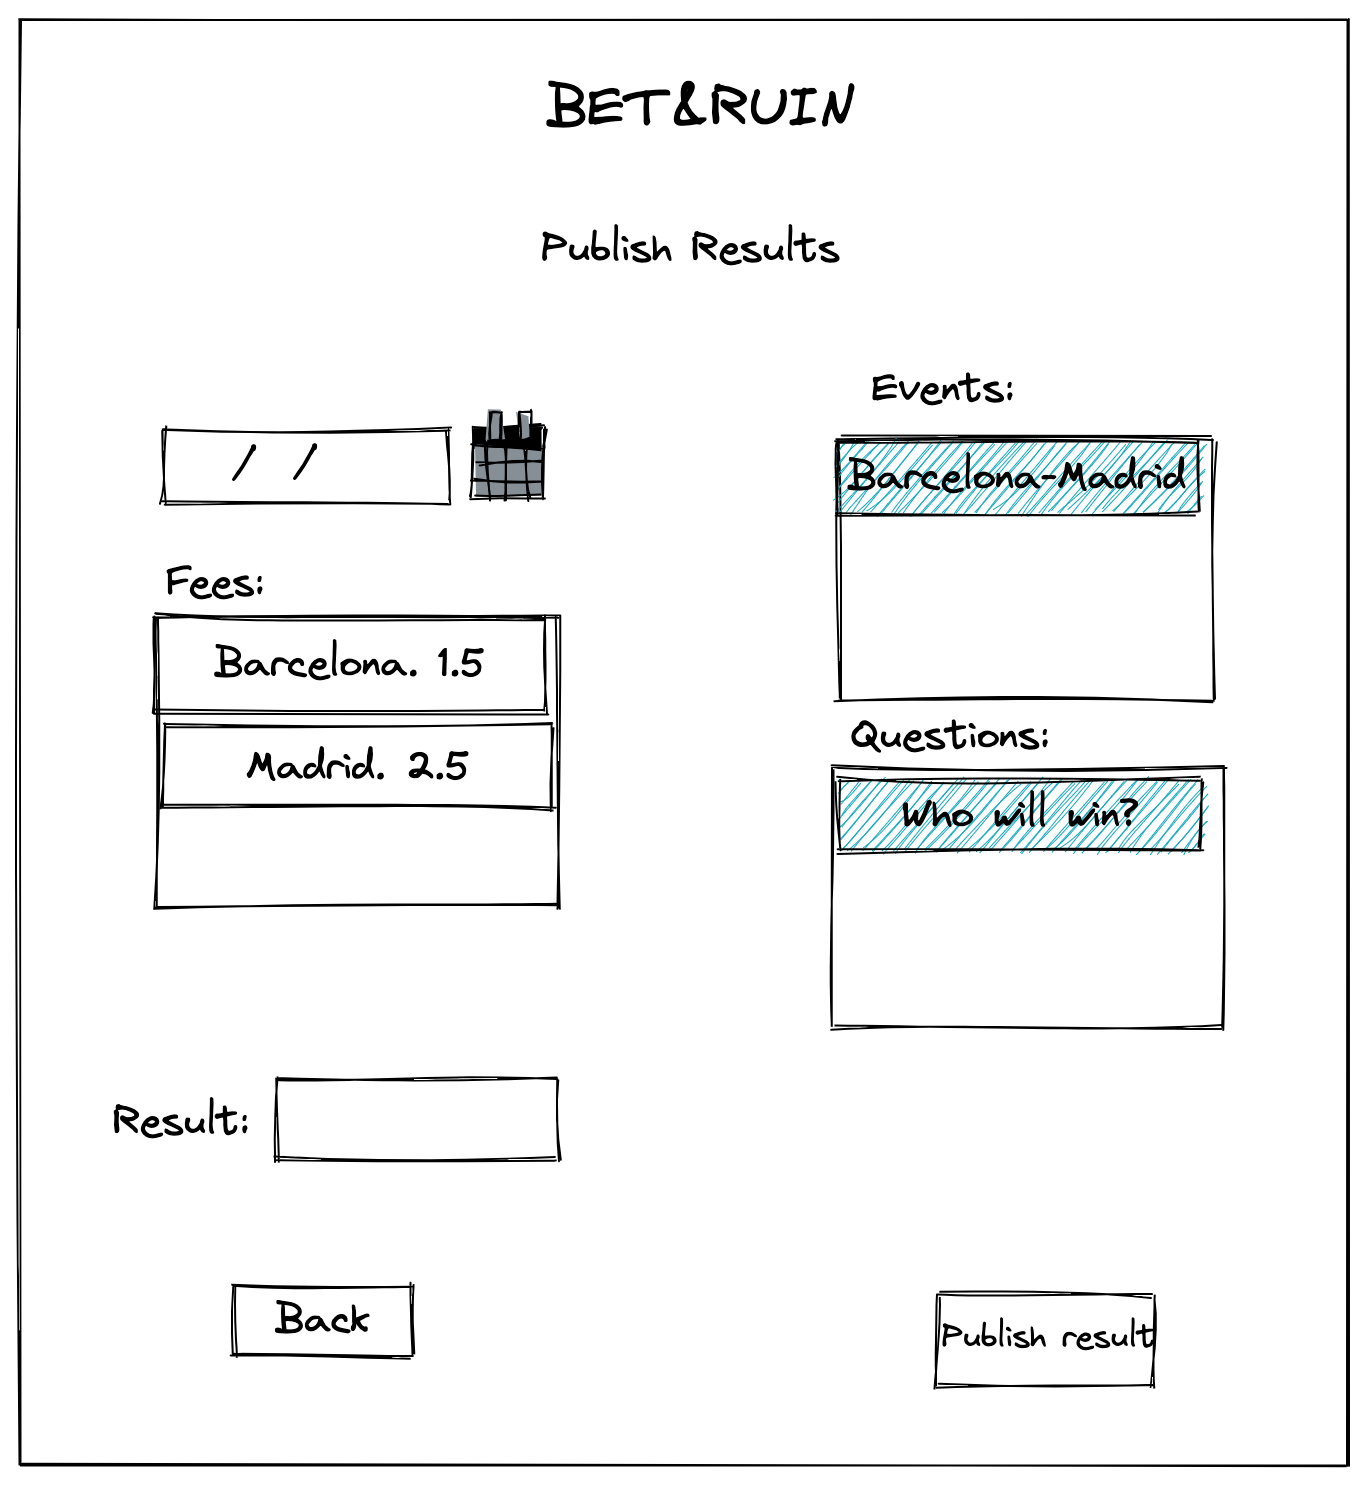 BET&RUIN
Publish Results
Events:
/ /
Barcelona-Madrid
Fees:
Barcelona. 1.5
Madrid. 2.5
Questions:
Who will win?
Result:
Back
Publish result